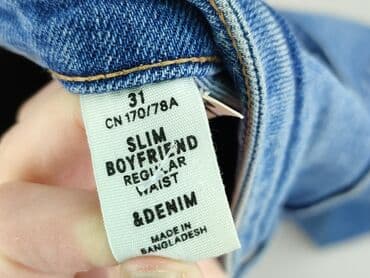 31
CN 170/78A
SLIM
BOYFRIEND
REGULAR
WAIST
&DENIM
MADE IN
BANGLADESH